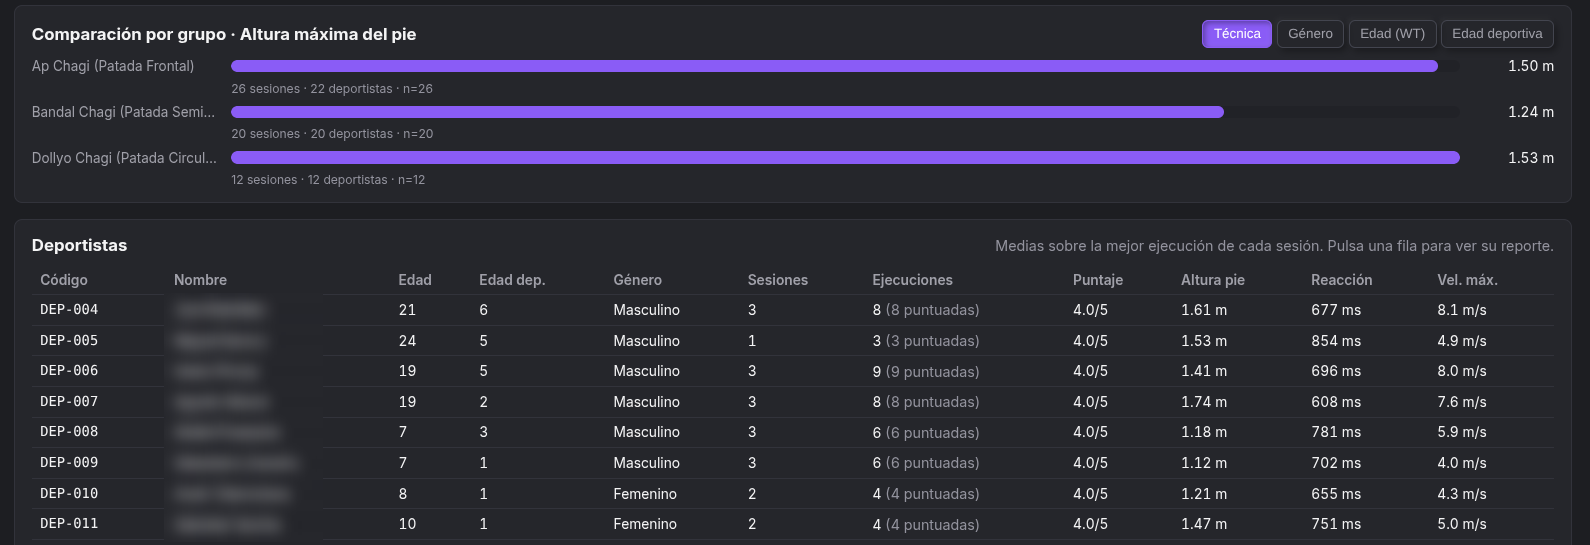 Comparación por grupo · Altura máxima del pie
Técnica Género Edad (WT) Edad deportiva
Ap Chagi (Patada Frontal) 1.50 m
26 sesiones · 22 deportistas · n=26
Bandal Chagi (Patada Semi... 1.24 m
20 sesiones · 20 deportistas · n=20
Dollyo Chagi (Patada Circul... 1.53 m
12 sesiones · 12 deportistas · n=12
Deportistas
Medias sobre la mejor ejecución de cada sesión. Pulsa una fila para ver su reporte.
Código Nombre Edad Edad dep. Género Sesiones Ejecuciones Puntaje Altura pie Reacción Vel. máx.
DEP-004 21 6 Masculino 3 8 (8 puntuadas) 4.0/5 1.61 m 677 ms 8.1 m/s
DEP-005 24 5 Masculino 1 3 (3 puntuadas) 4.0/5 1.53 m 854 ms 4.9 m/s
DEP-006 19 5 Masculino 3 9 (9 puntuadas) 4.0/5 1.41 m 696 ms 8.0 m/s
DEP-007 19 2 Masculino 3 8 (8 puntuadas) 4.0/5 1.74 m 608 ms 7.6 m/s
DEP-008 7 3 Masculino 3 6 (6 puntuadas) 4.0/5 1.18 m 781 ms 5.9 m/s
DEP-009 7 1 Masculino 3 6 (6 puntuadas) 4.0/5 1.12 m 702 ms 4.0 m/s
DEP-010 8 1 Femenino 2 4 (4 puntuadas) 4.0/5 1.21 m 655 ms 4.3 m/s
DEP-011 10 1 Femenino 2 4 (4 puntuadas) 4.0/5 1.47 m 751 ms 5.0 m/s